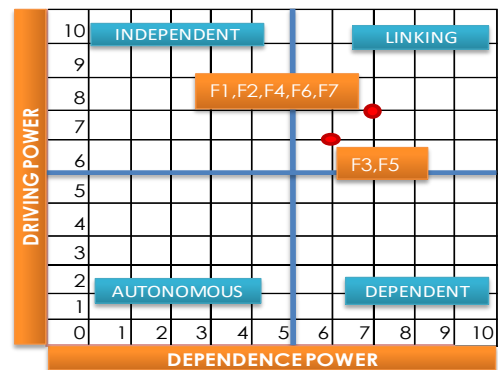 10 INDEPENDENT LINKING
9
8 F1,F2,F4,F6,F7
7
6 F3,F5
5
4
3
2 AUTONOMOUS DEPENDENT
1
0 1 2 3 4 5 6 7 8 9 10
DRIVING POWER
DEPENDENCE POWER